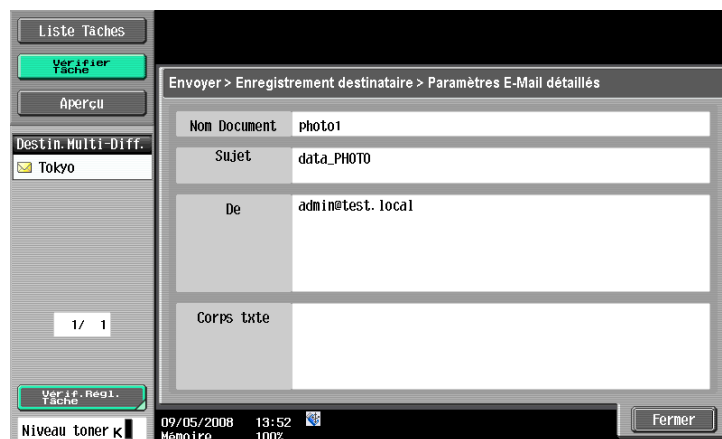 Liste Tâches
Vérifier
Tâche
Aperçu
Destin.Multi-Diff.
Tokyo
1/ 1
Vérif.Régl.
Tâche
Niveau toner K
Envoyer > Enregistrement destinataire > Paramètres E-Mail détaillés
Nom Document photo1
Sujet data_PHOTO
De admin@test.local
Corps txte
09/05/2008 13:52
Mémoire 100%
Fermer